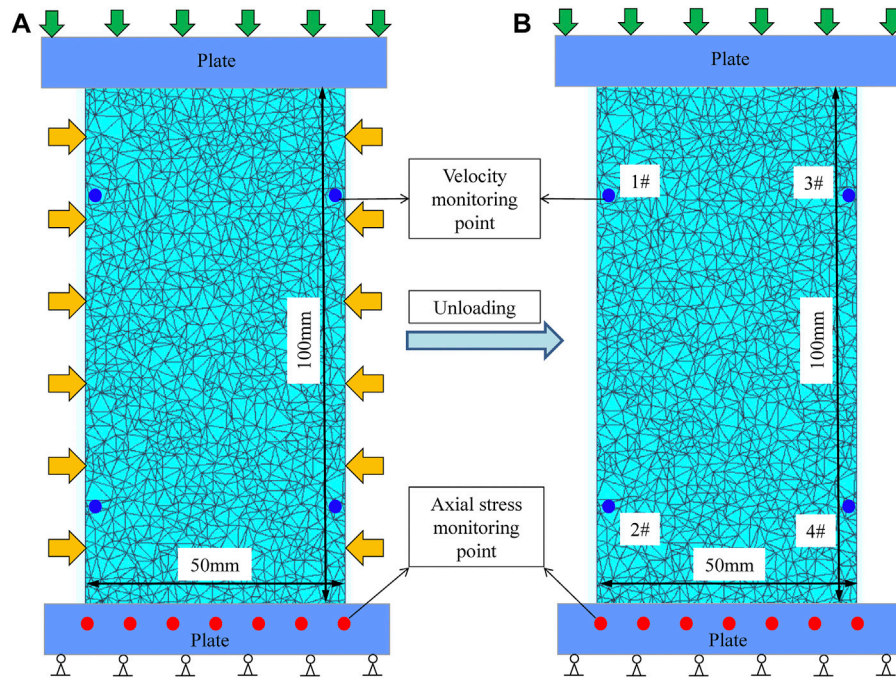 A
B
Plate
Plate
Velocity
monitoring
point
1#
3#
Unloading
100mm
100mm
Axial stress
monitoring
point
2#
4#
50mm
50mm
Plate
Plate